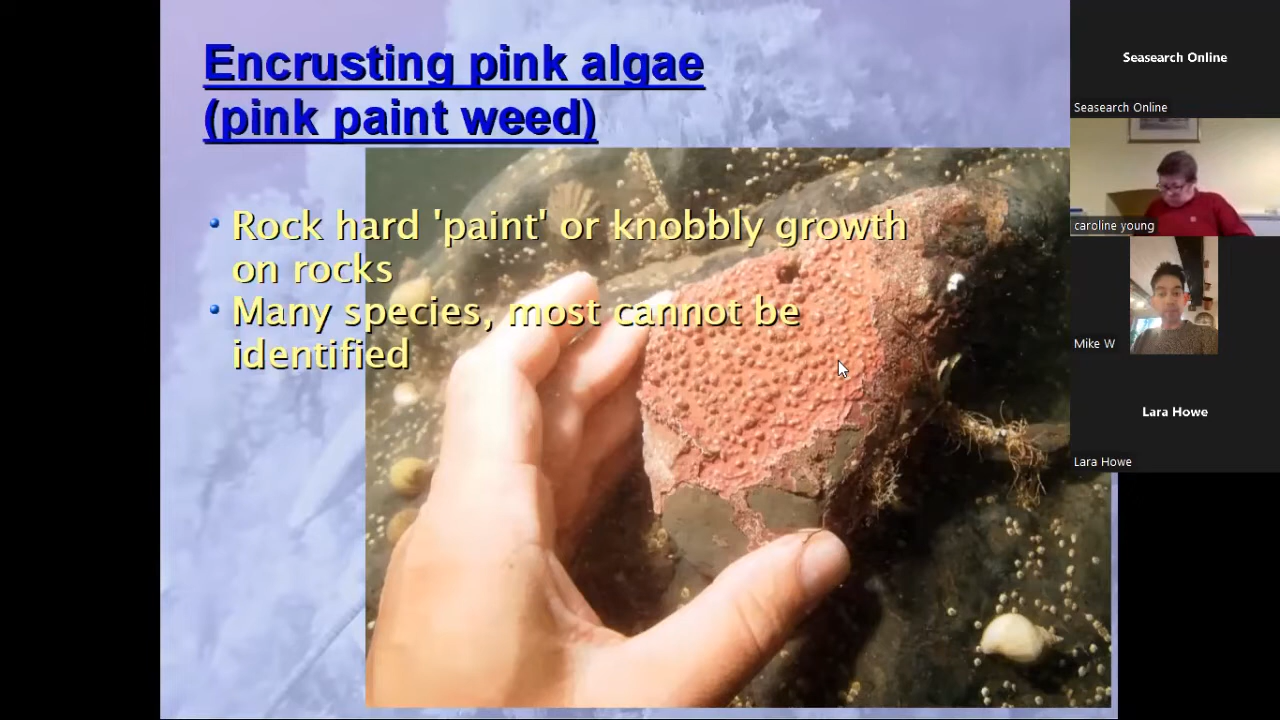 Encrusting pink algae
(pink paint weed)
Rock hard 'paint' or knobbly growth
on rocks
Many species, most cannot be
identified
Seasearch Online
Seasearch Online
caroline young
Mike W
Lara Howe
Lara Howe